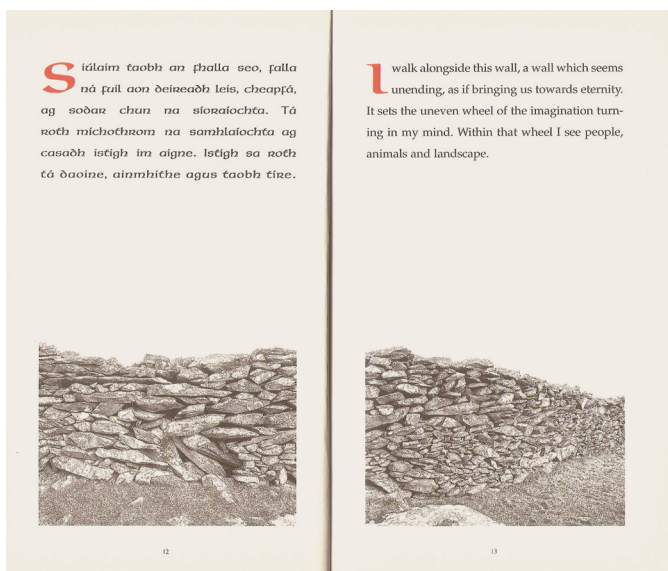 Siúlaim taobh an fhalla seo, falla
ná fuil aon deireadh leis, cheapfá,
ag sodar chun na síoraíochta. Tá
roth míchothrom na samhlaíochta ag
casadh istigh im aigne. Istigh sa roth
tá daoine, ainmhithe agus taobh tíre.
12
I walk alongside this wall, a wall which seems
unending, as if bringing us towards eternity.
It sets the uneven wheel of the imagination turn-
ing in my mind. Within that wheel I see people,
animals and landscape.
13